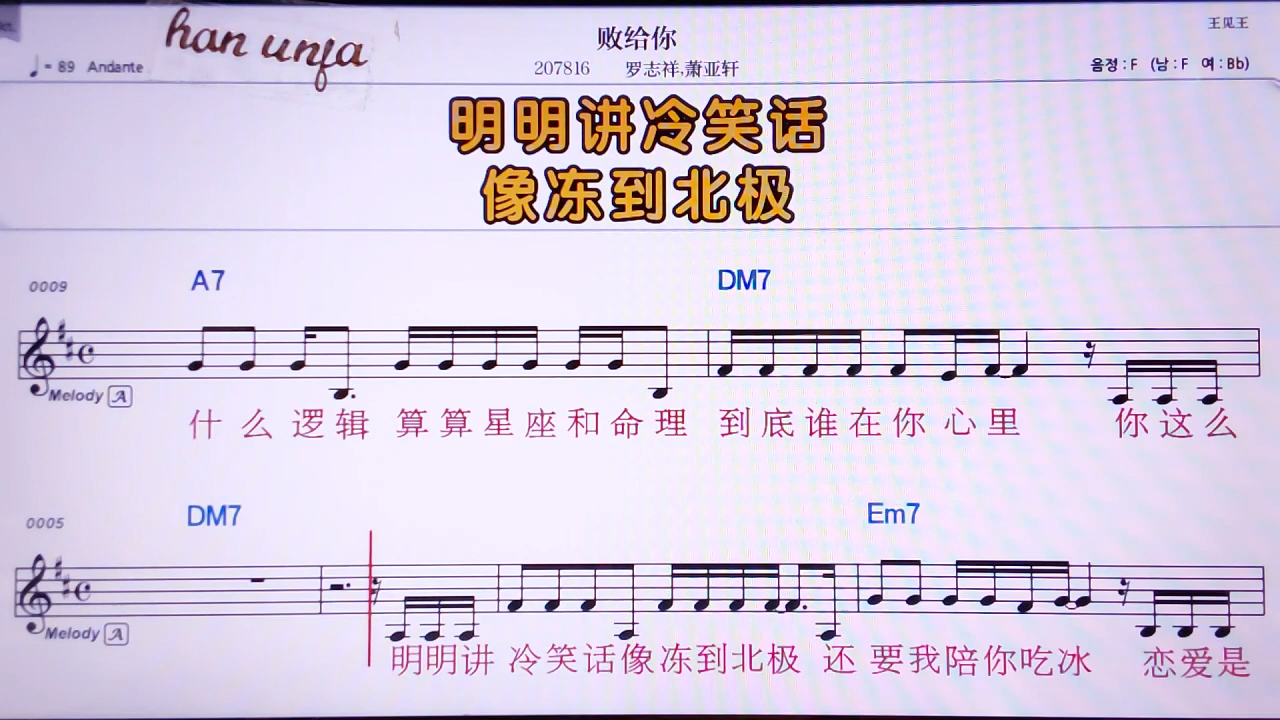 han unfa
败给你
王见王
♩= 89 Andante
207816 罗志祥,萧亚轩
음정 : F (남 : F 여 : Bb)
明明讲冷笑话
像冻到北极
0009 A7 DM7
Melody A
什么逻辑 算算星座和命理 到底谁在你心里 你这么
0005 DM7 Em7
Melody A
明明讲 冷笑话像冻到北极 还 要我陪你吃冰 恋爱是